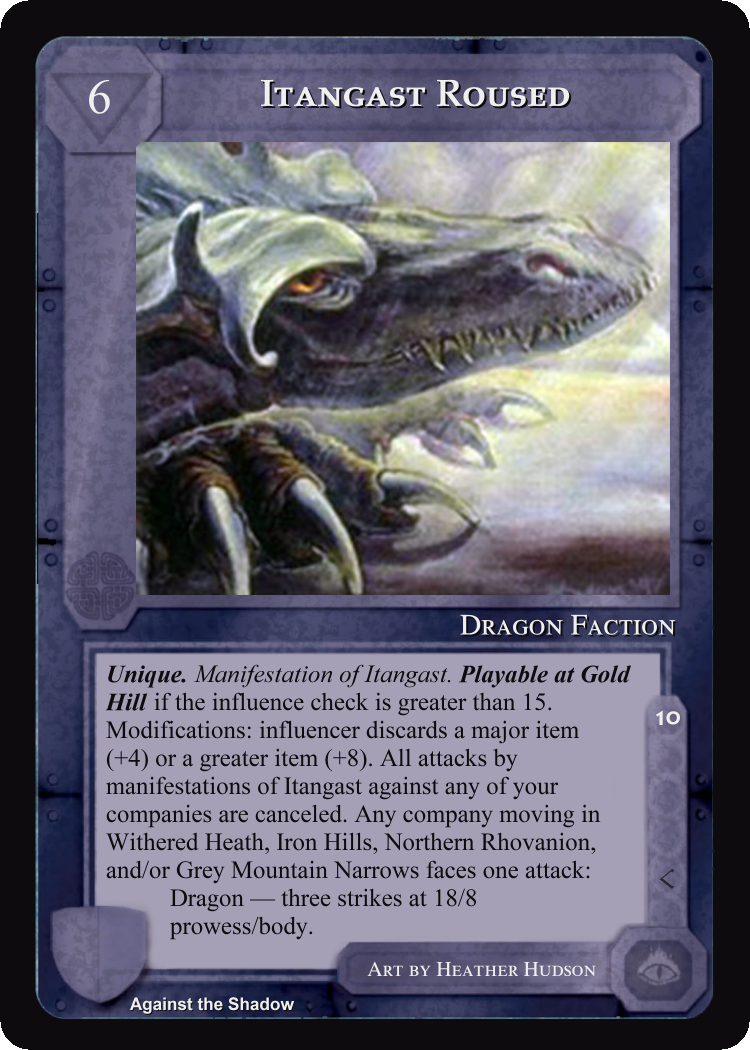 6
Itangast Roused
Dragon Faction
Unique. Manifestation of Itangast. Playable at Gold
Hill if the influence check is greater than 15.
Modifications: influencer discards a major item
(+4) or a greater item (+8). All attacks by
manifestations of Itangast against any of your
companies are canceled. Any company moving in
Withered Heath, Iron Hills, Northern Rhovanion,
and/or Grey Mountain Narrows faces one attack:
Dragon — three strikes at 18/8
prowess/body.
10
Art by Heather Hudson
Against the Shadow